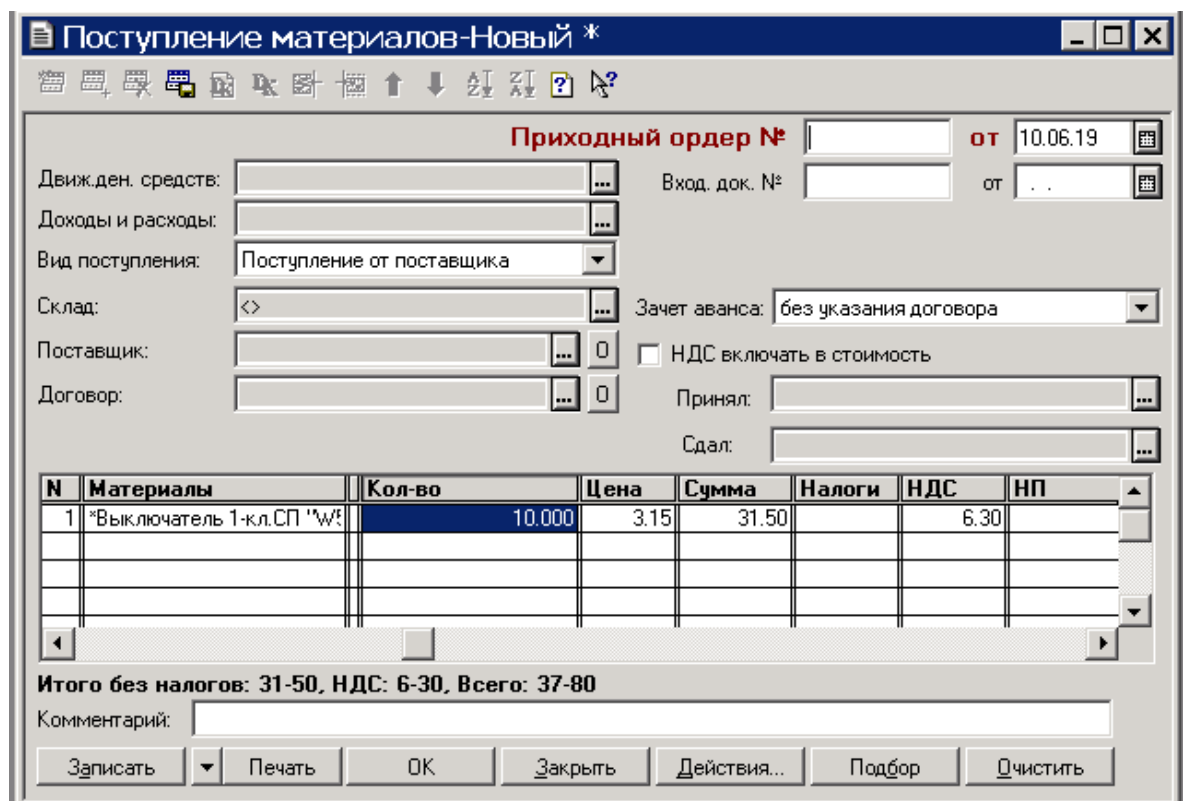 Поступление материалов-Новый *
Приходный ордер № от 10.06.19
Движ.ден. средств: ... Вход. док. № от . .
Доходы и расходы: ...
Вид поступления: Поступление от поставщика
Склад: <> ... Зачет аванса: без указания договора
Поставщик: ... 0 НДС включать в стоимость
Договор: ... 0 Принял: ...
Сдал: ...
N Материалы Кол-во Цена Сумма Налоги НДС НП
1 *Выключатель 1-кл.СП "W5 10.000 3.15 31.50 6.30
Итого без налогов: 31-50, НДС: 6-30, Всего: 37-80
Комментарий:
Записать Печать OK Закрыть Действия... Подбор Очистить